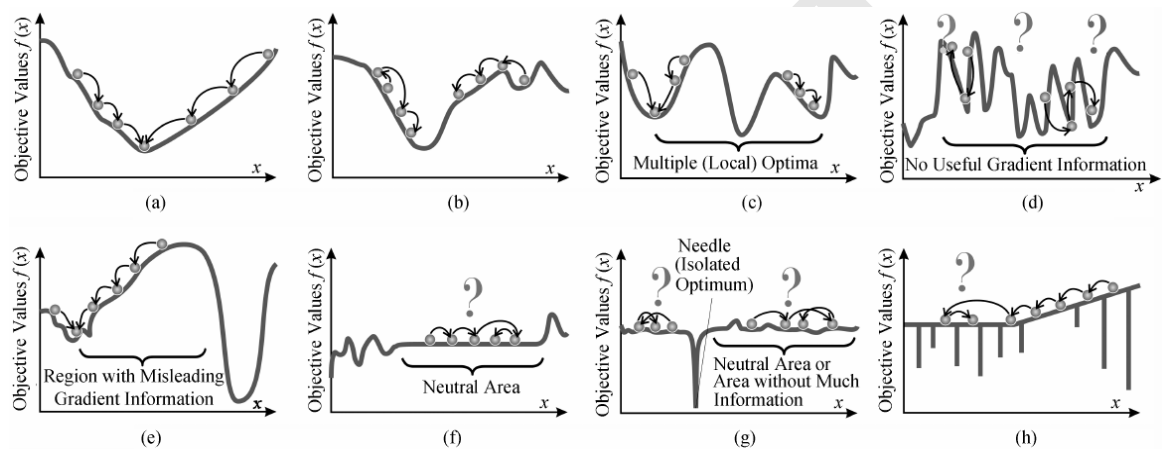 Objective Values f (x)
x
(a)
Objective Values f (x)
x
(b)
Objective Values f (x)
Multiple (Local) Optima
x
(c)
Objective Values f (x)
? ? ?
No Useful Gradient Information
x
(d)
Objective Values f (x)
Region with Misleading
Gradient Information
x
(e)
Objective Values f (x)
?
Neutral Area
x
(f)
Objective Values f (x)
Needle
(Isolated
Optimum)
? ?
Neutral Area or
Area without Much
Information
x
(g)
Objective Values f (x)
?
x
(h)